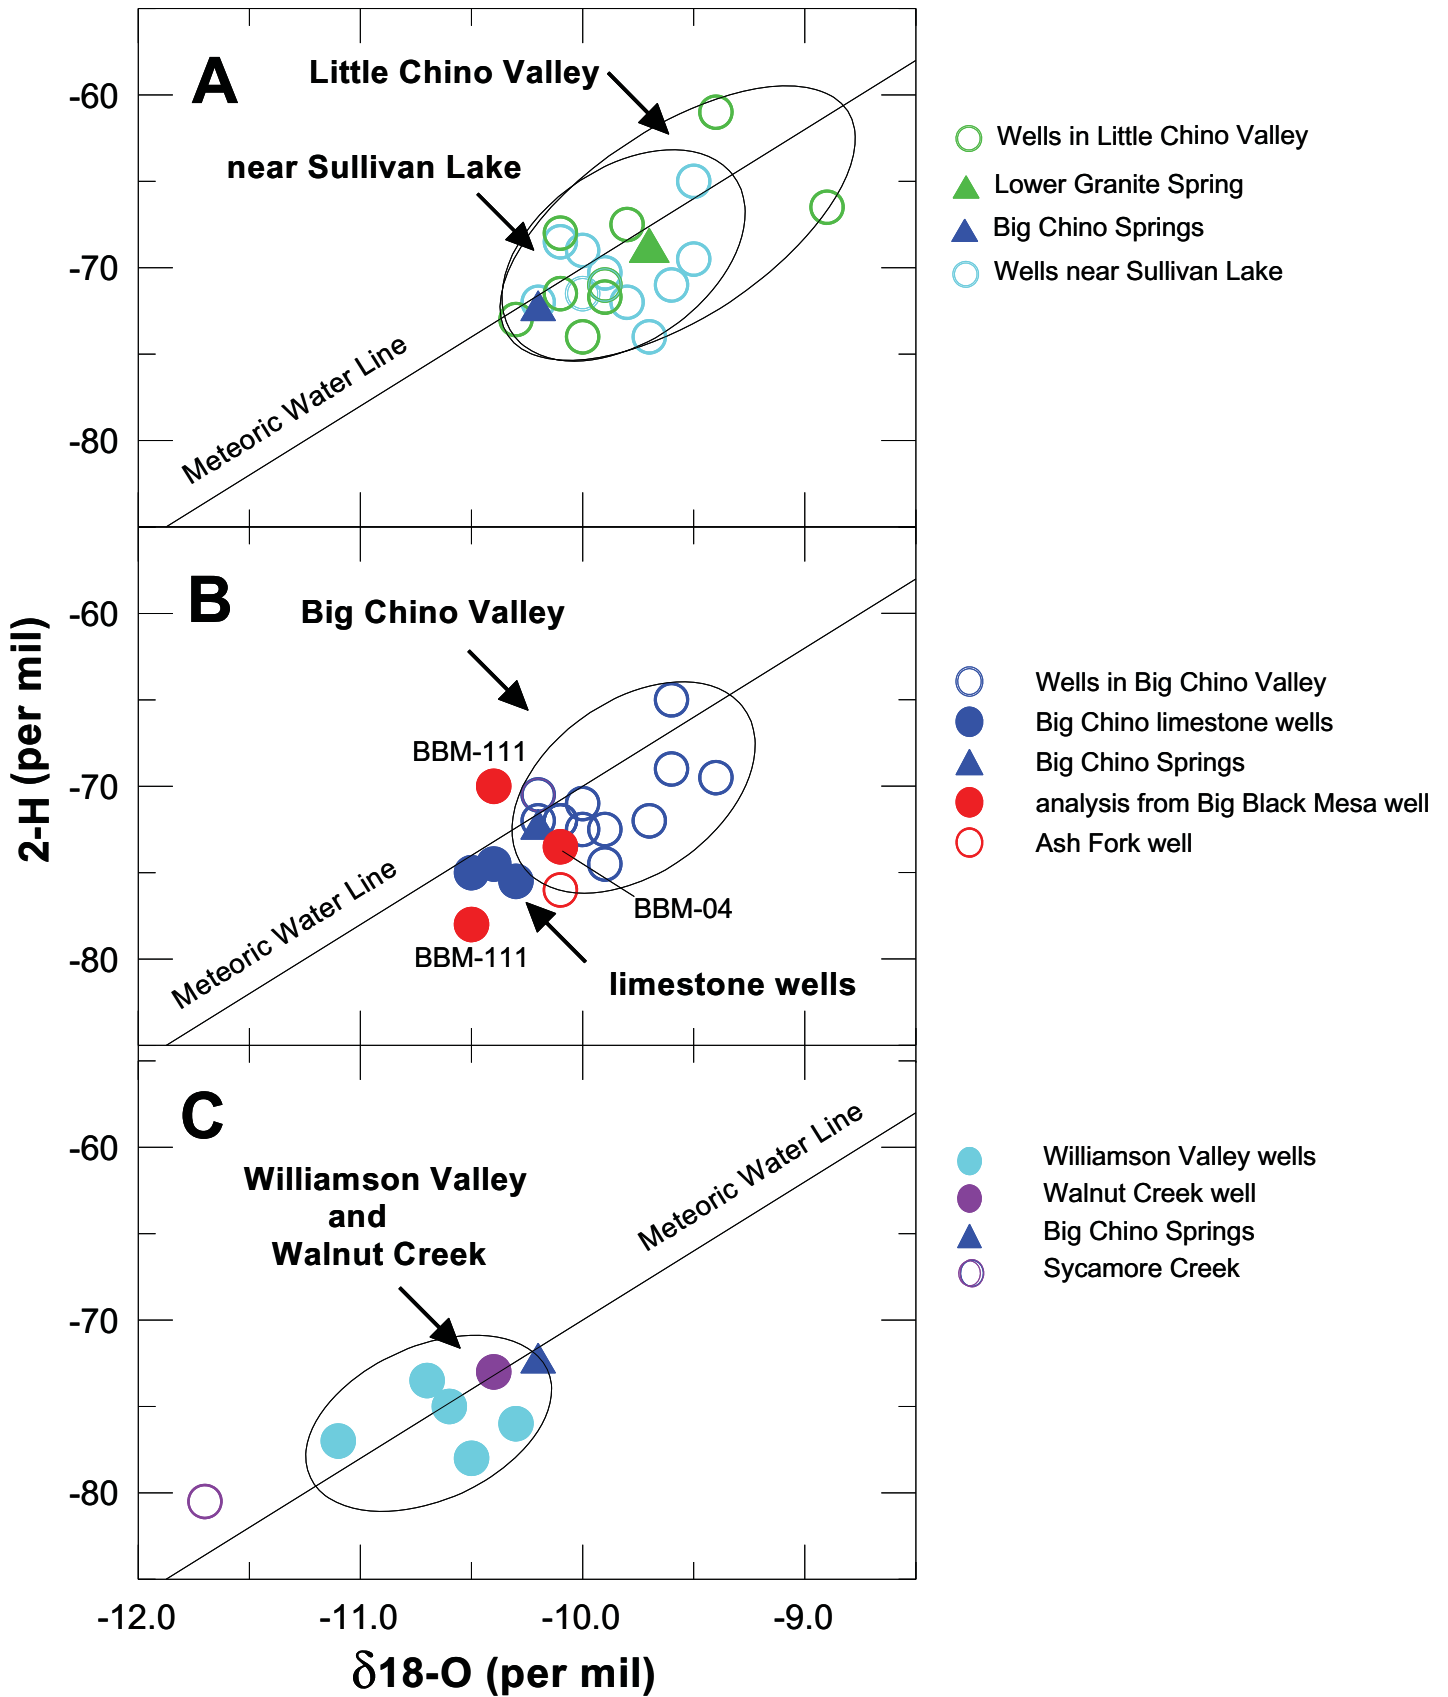 A
Little Chino Valley
near Sullivan Lake
Meteoric Water Line
-60
-70
-80
Wells in Little Chino Valley
Lower Granite Spring
Big Chino Springs
Wells near Sullivan Lake
B
Big Chino Valley
BBM-111
BBM-04
BBM-111
limestone wells
Meteoric Water Line
-60
-70
-80
2-H (per mil)
Wells in Big Chino Valley
Big Chino limestone wells
Big Chino Springs
analysis from Big Black Mesa well
Ash Fork well
C
Williamson Valley
and
Walnut Creek
Meteoric Water Line
-60
-70
-80
Williamson Valley wells
Walnut Creek well
Big Chino Springs
Sycamore Creek
-12.0
-11.0
-10.0
-9.0
δ18-O (per mil)